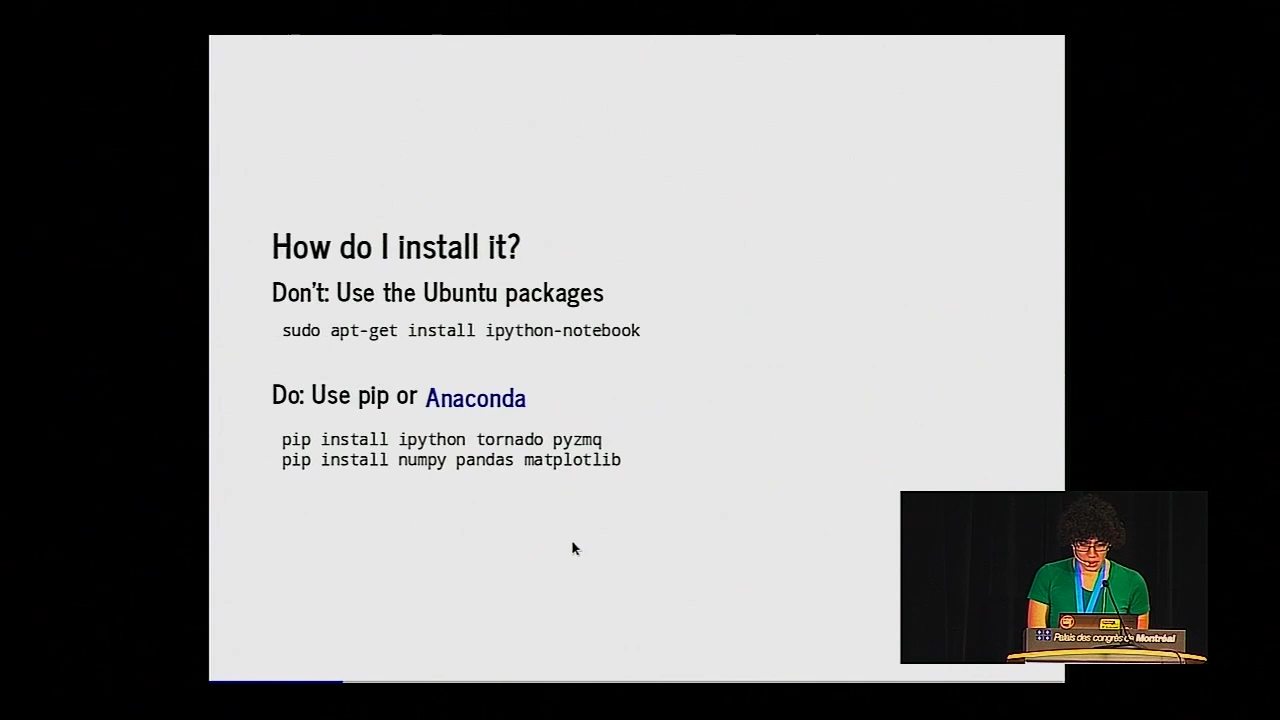 How do I install it?
Don't: Use the Ubuntu packages
sudo apt-get install ipython-notebook
Do: Use pip or Anaconda
pip install ipython tornado pyzmq
pip install numpy pandas matplotlib
Palais des congrès de Montréal